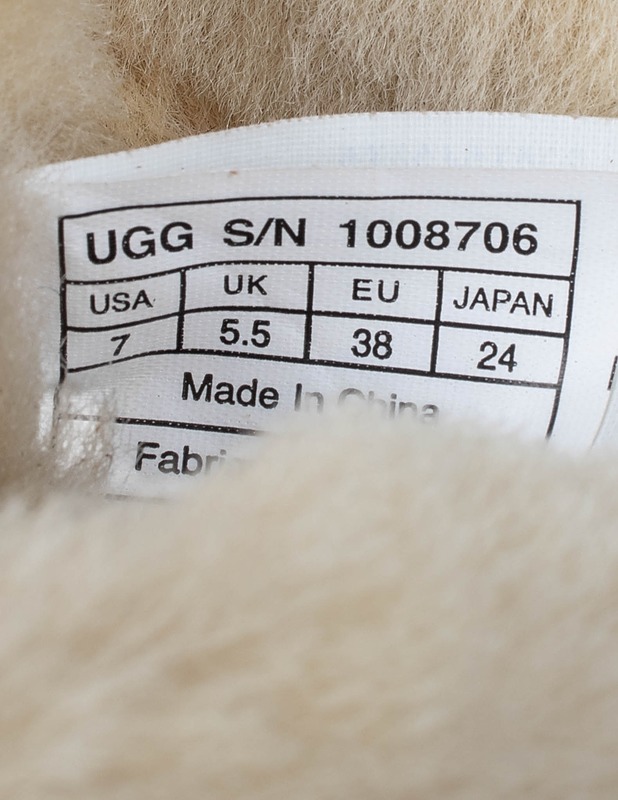 UGG S/N 1008706
USA UK EU JAPAN
7 5.5 38 24
Made In China